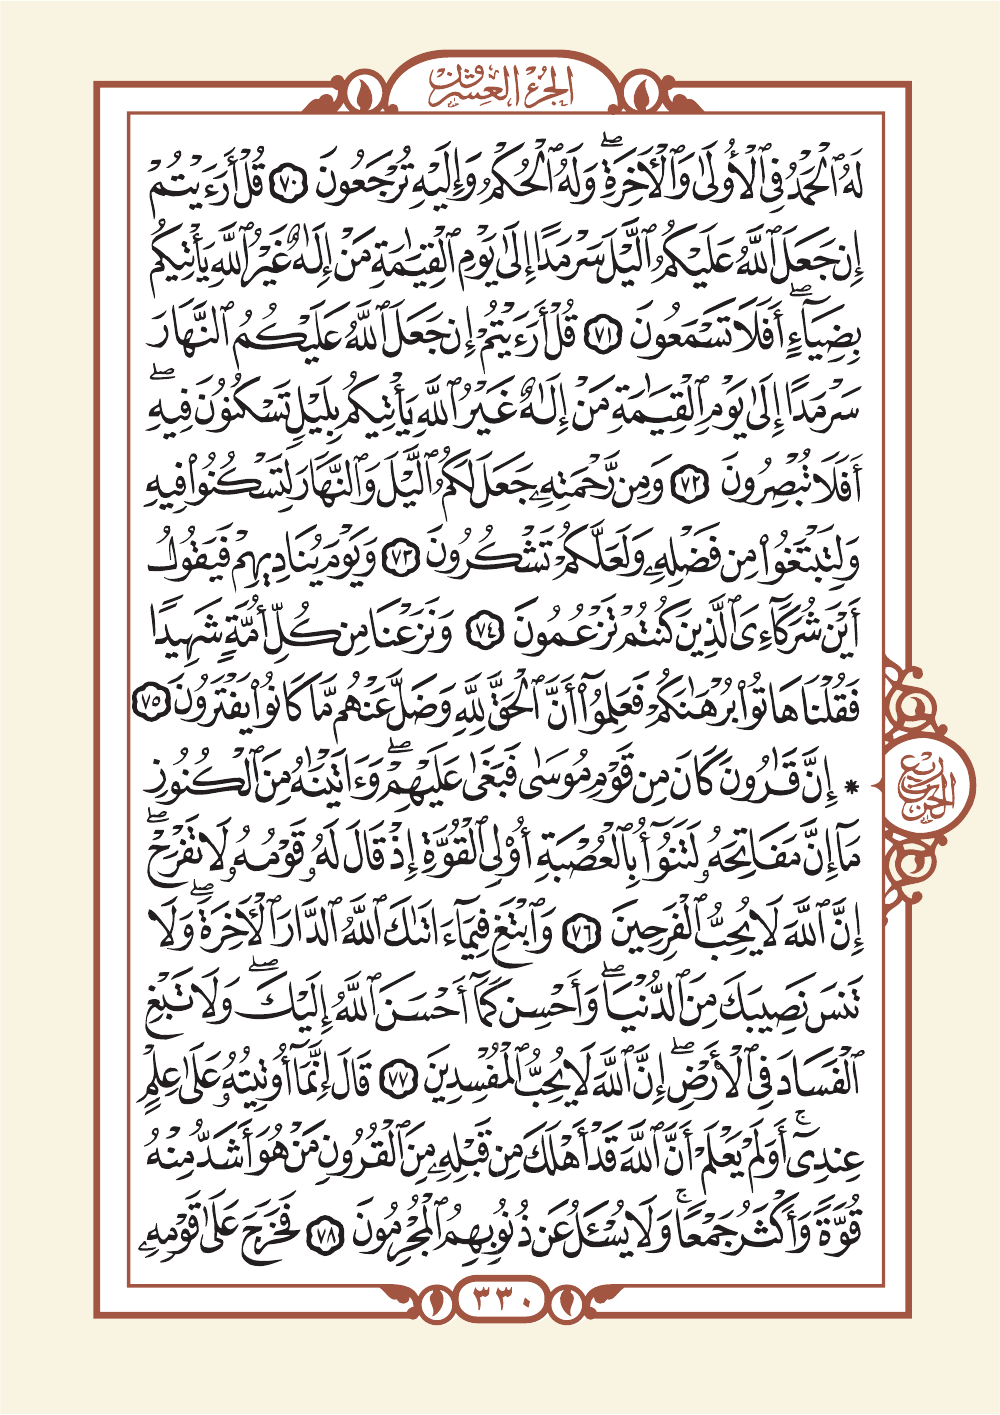 الجزء العشرون
لَهُ ٱلْحَمْدُ فِي ٱلْأُولَىٰ وَٱلْأَخِرَةِۖ وَلَهُ ٱلْحُكْمُ وَإِلَيْهِ تُرْجَعُونَ ٧٠ قُلْ أَرَءَيْتُمْ
إِن جَعَلَ ٱللَّهُ عَلَيْكُمُ ٱلَّيْلَ سَرْمَدًا إِلَىٰ يَوْمِ ٱلْقِيَٰمَةِ مَنْ إِلَٰهٌ غَيْرُ ٱللَّهِ يَأْتِيكُم
بِضِيَآءٍۖ أَفَلَا تَسْمَعُونَ ٧١ قُلْ أَرَءَيْتُمْ إِن جَعَلَ ٱللَّهُ عَلَيْكُمُ ٱلنَّهَارَ
سَرْمَدًا إِلَىٰ يَوْمِ ٱلْقِيَٰمَةِ مَنْ إِلَٰهٌ غَيْرُ ٱللَّهِ يَأْتِيكُم بِلَيْلٍ تَسْكُنُونَ فِيهِۖ
أَفَلَا تُبْصِرُونَ ٧٢ وَمِن رَّحْمَتِهِۦ جَعَلَ لَكُمُ ٱلَّيْلَ وَٱلنَّهَارَ لِتَسْكُنُوا۟ فِيهِ
وَلِتَبْتَغُوا۟ مِن فَضْلِهِۦ وَلَعَلَّكُمْ تَشْكُرُونَ ٧٣ وَيَوْمَ يُنَادِيهِمْ فَيَقُولُ
أَيْنَ شُرَكَآءِيَ ٱلَّذِينَ كُنتُمْ تَزْعُمُونَ ٧٤ وَنَزَعْنَا مِن كُلِّ أُمَّةٍ شَهِيدًا
فَقُلْنَا هَاتُوا۟ بُرْهَٰنَكُمْ فَعَلِمُوٓا۟ أَنَّ ٱلْحَقَّ لِلَّهِ وَضَلَّ عَنْهُم مَّا كَانُوا۟ يَفْتَرُونَ ٧٥
* إِنَّ قَٰرُونَ كَانَ مِن قَوْمِ مُوسَىٰ فَبَغَىٰ عَلَيْهِمْۖ وَءَاتَيْنَٰهُ مِنَ ٱلْكُنُوزِ
مَآ إِنَّ مَفَاتِحَهُۥ لَتَنُوٓأُ بِٱلْعُصْبَةِ أُو۟لِي ٱلْقُوَّةِ إِذْ قَالَ لَهُۥ قَوْمُهُۥ لَا تَفْرَحْۖ
إِنَّ ٱللَّهَ لَا يُحِبُّ ٱلْفَرِحِينَ ٧٦ وَٱبْتَغِ فِيمَآ ءَاتَىٰكَ ٱللَّهُ ٱلدَّارَ ٱلْأَخِرَةَۖ وَلَا
تَنسَ نَصِيبَكَ مِنَ ٱلدُّنْيَاۖ وَأَحْسِن كَمَآ أَحْسَنَ ٱللَّهُ إِلَيْكَۖ وَلَا تَبْغِ
ٱلْفَسَادَ فِي ٱلْأَرْضِۖ إِنَّ ٱللَّهَ لَا يُحِبُّ ٱلْمُفْسِدِينَ ٧٧ قَالَ إِنَّمَآ أُوتِيتُهُۥ عَلَىٰ عِلْمٍ
عِندِيٓۚ أَوَلَمْ يَعْلَمْ أَنَّ ٱللَّهَ قَدْ أَهْلَكَ مِن قَبْلِهِۦ مِنَ ٱلْقُرُونِ مَنْ هُوَ أَشَدُّ مِنْهُ
قُوَّةً وَأَكْثَرُ جَمْعًاۚ وَلَا يُسْـَٔلُ عَن ذُنُوبِهِمُ ٱلْمُجْرِمُونَ ٧٨ فَخَرَجَ عَلَىٰ قَوْمِهِۦ
الحزب
٣٣٠